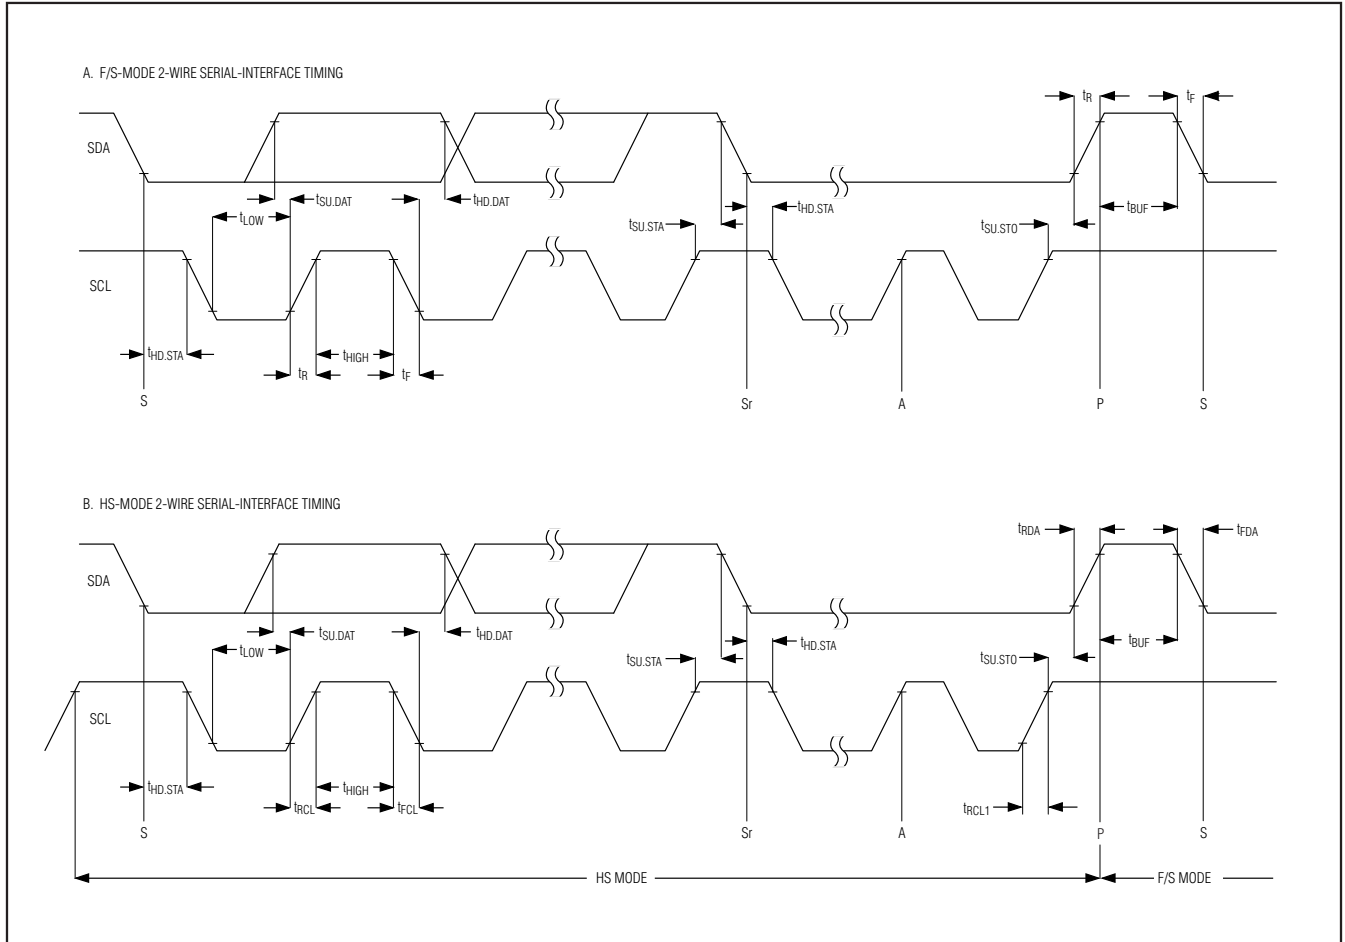 A. F/S-MODE 2-WIRE SERIAL-INTERFACE TIMING
tR
tF
SDA
tSU.DAT
tHD.DAT
tHD.STA
tBUF
tLOW
tSU.STA
tSU.STO
SCL
tHD.STA
tHIGH
tR
tF
S
Sr
A
P
S
B. HS-MODE 2-WIRE SERIAL-INTERFACE TIMING
tRDA
tFDA
SDA
tSU.DAT
tHD.DAT
tHD.STA
tBUF
tLOW
tSU.STA
tSU.STO
SCL
tHD.STA
tHIGH
tRCL
tFCL
tRCL1
S
Sr
A
P
S
HS MODE
F/S MODE